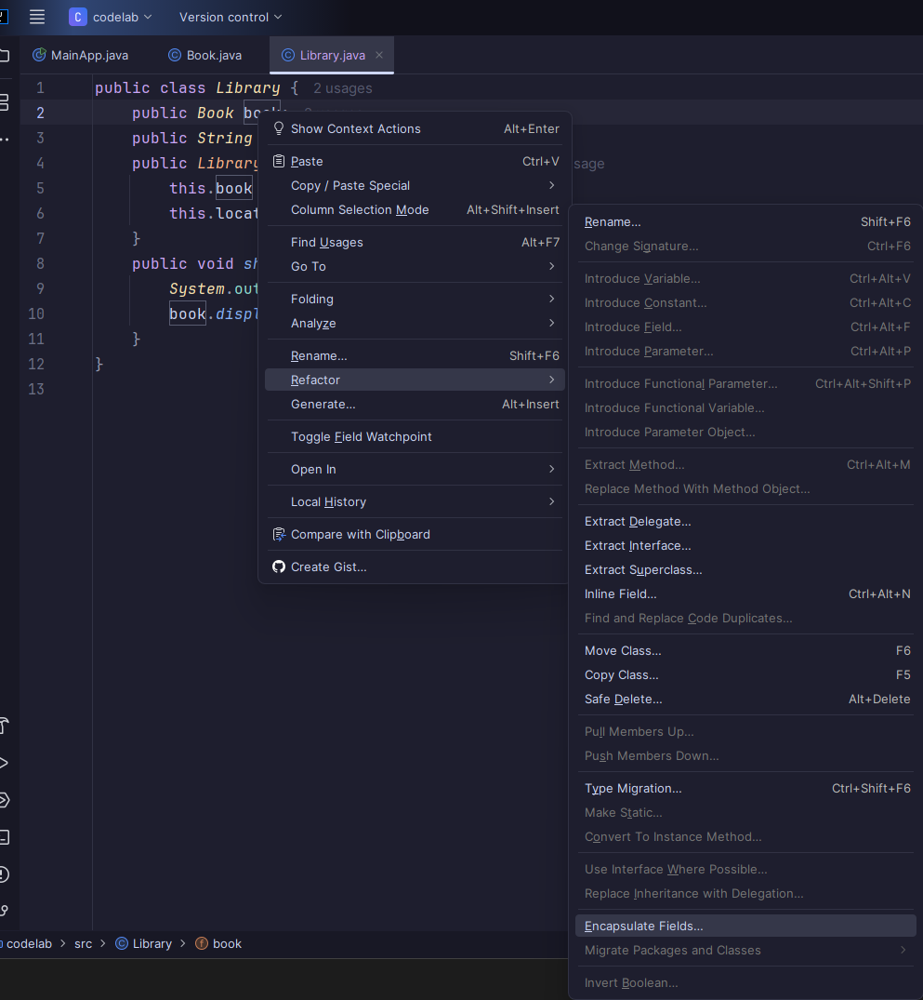 C codelab Version control
MainApp.java Book.java Library.java
1 public class Library { 2 usages
2 public Book
3 public String
4 public Library
5 this.book
6 this.locat
7 }
8 public void sh
9 System.out
10 book.displ
11 }
12 }
13
sage
Show Context Actions Alt+Enter
Paste Ctrl+V
Copy / Paste Special
Column Selection Mode Alt+Shift+Insert
Find Usages Alt+F7
Go To
Folding
Analyze
Rename... Shift+F6
Refactor
Generate... Alt+Insert
Toggle Field Watchpoint
Open In
Local History
Compare with Clipboard
Create Gist...
Rename... Shift+F6
Change Signature... Ctrl+F6
Introduce Variable... Ctrl+Alt+V
Introduce Constant... Ctrl+Alt+C
Introduce Field... Ctrl+Alt+F
Introduce Parameter... Ctrl+Alt+P
Introduce Functional Parameter... Ctrl+Alt+Shift+P
Introduce Functional Variable...
Introduce Parameter Object...
Extract Method... Ctrl+Alt+M
Replace Method With Method Object...
Extract Delegate...
Extract Interface...
Extract Superclass...
Inline Field... Ctrl+Alt+N
Find and Replace Code Duplicates...
Move Class... F6
Copy Class... F5
Safe Delete... Alt+Delete
Pull Members Up...
Push Members Down...
Type Migration... Ctrl+Shift+F6
Make Static...
Convert To Instance Method...
Use Interface Where Possible...
Replace Inheritance with Delegation...
Encapsulate Fields...
Migrate Packages and Classes
Invert Boolean...
codelab > src > Library > book